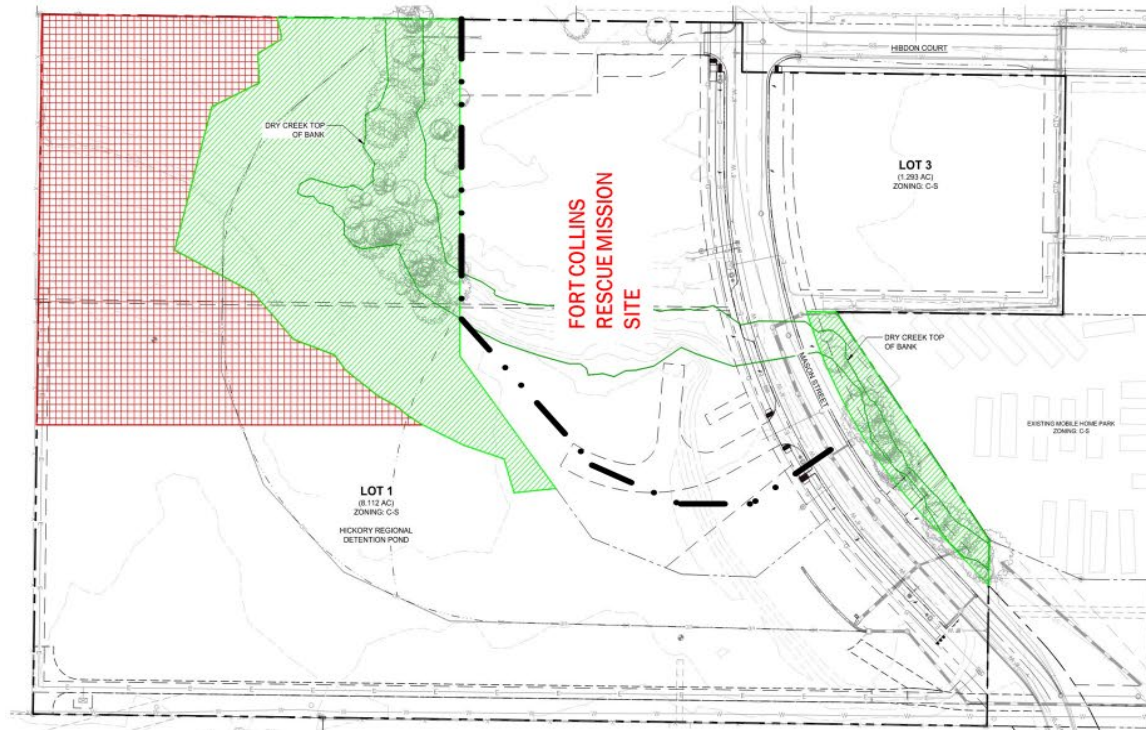 HIBDON COURT
DRY CREEK TOP
OF BANK
LOT 3
(1.293 AC)
ZONING: C-S
FORT COLLINS
RESCUE MISSION
SITE
DRY CREEK TOP
OF BANK
MASON STREET
EXISTING MOBILE HOME PARK
ZONING: C-S
LOT 1
(8.112 AC)
ZONING: C-S
HICKORY REGIONAL
DETENTION POND